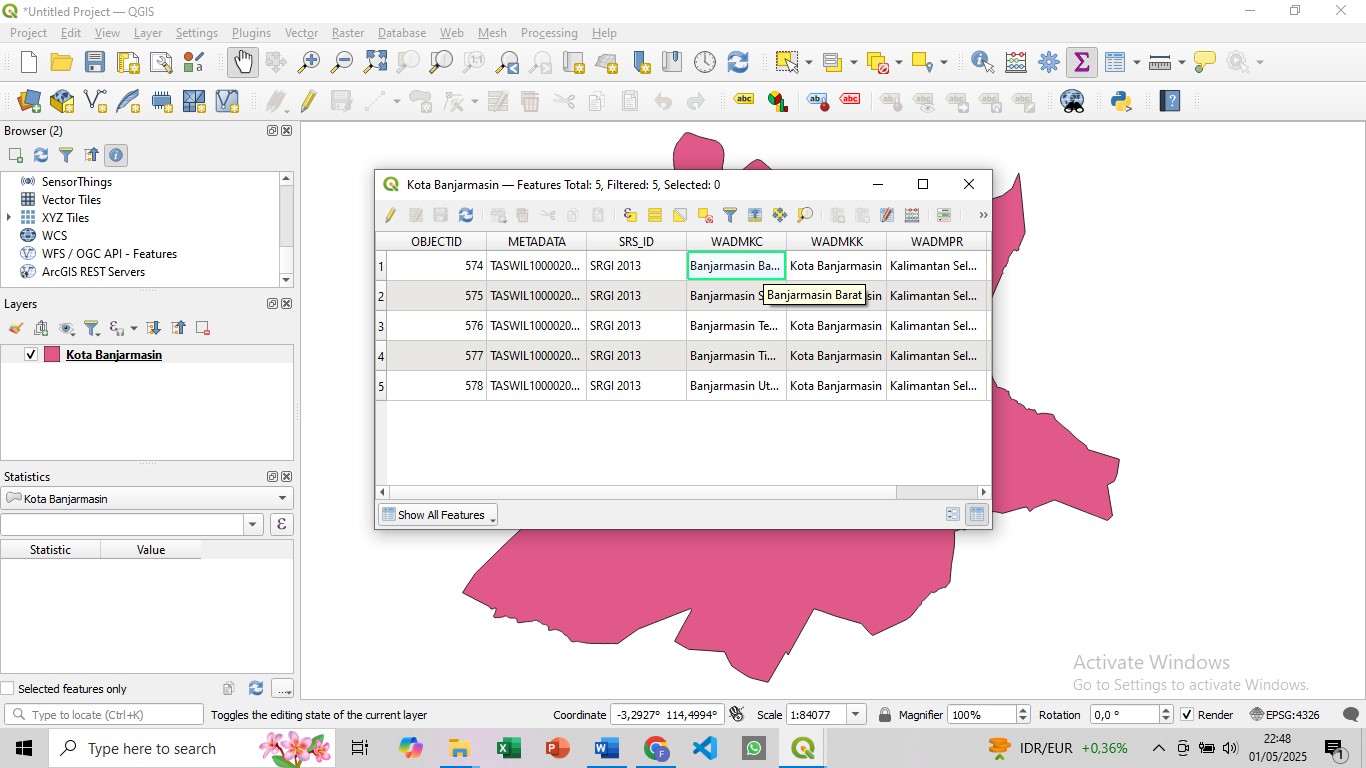 *Untitled Project — QGIS
Project Edit View Layer Settings Plugins Vector Raster Database Web Mesh Processing Help
Browser (2)
SensorThings
Vector Tiles
XYZ Tiles
WCS
WFS / OGC API - Features
ArcGIS REST Servers
Layers
Kota Banjarmasin
Statistics
Kota Banjarmasin
Statistic Value
Selected features only
Kota Banjarmasin — Features Total: 5, Filtered: 5, Selected: 0
OBJECTID METADATA SRS_ID WADMKC WADMKK WADMPR
1 574 TASWIL1000020... SRGI 2013 Banjarmasin Ba... Kota Banjarmasin Kalimantan Sel...
2 575 TASWIL1000020... SRGI 2013 Banjarmasin S sin Kalimantan Sel...
Banjarmasin Barat
3 576 TASWIL1000020... SRGI 2013 Banjarmasin Te... Kota Banjarmasin Kalimantan Sel...
4 577 TASWIL1000020... SRGI 2013 Banjarmasin Ti... Kota Banjarmasin Kalimantan Sel...
5 578 TASWIL1000020... SRGI 2013 Banjarmasin Ut... Kota Banjarmasin Kalimantan Sel...
Show All Features
Activate Windows
Go to Settings to activate Windows.
Type to locate (Ctrl+K) Toggles the editing state of the current layer Coordinate -3,2927° 114,4994° Scale 1:84077 Magnifier 100% Rotation 0,0 ° Render EPSG:4326
Type here to search IDR/EUR +0,36% 22:48
01/05/2025